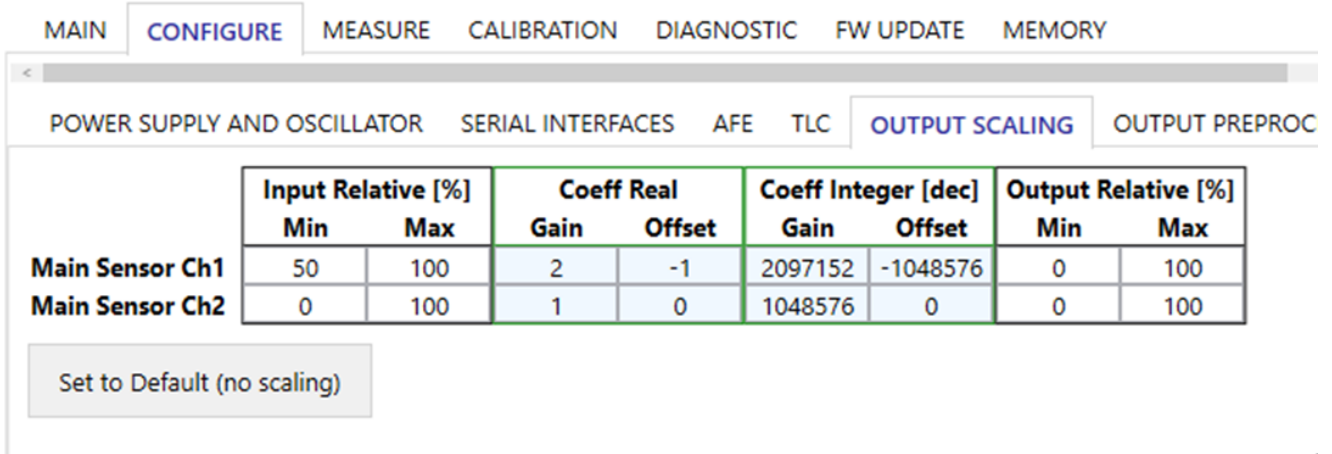 MAIN CONFIGURE MEASURE CALIBRATION DIAGNOSTIC FW UPDATE MEMORY
<
POWER SUPPLY AND OSCILLATOR SERIAL INTERFACES AFE TLC OUTPUT SCALING OUTPUT PREPROC
Input Relative [%] Coeff Real Coeff Integer [dec] Output Relative [%]
Min Max Gain Offset Gain Offset Min Max
Main Sensor Ch1 50 100 2 -1 2097152 -1048576 0 100
Main Sensor Ch2 0 100 1 0 1048576 0 0 100
Set to Default (no scaling)